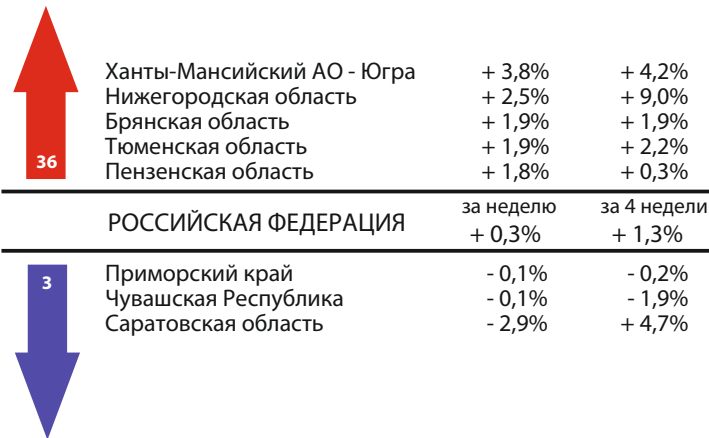 Ханты-Мансийский АО - Югра + 3,8% + 4,2%
Нижегородская область + 2,5% + 9,0%
Брянская область + 1,9% + 1,9%
Тюменская область + 1,9% + 2,2%
36 Пензенская область + 1,8% + 0,3%
за неделю за 4 недели
РОССИЙСКАЯ ФЕДЕРАЦИЯ + 0,3% + 1,3%
3 Приморский край - 0,1% - 0,2%
Чувашская Республика - 0,1% - 1,9%
Саратовская область - 2,9% + 4,7%